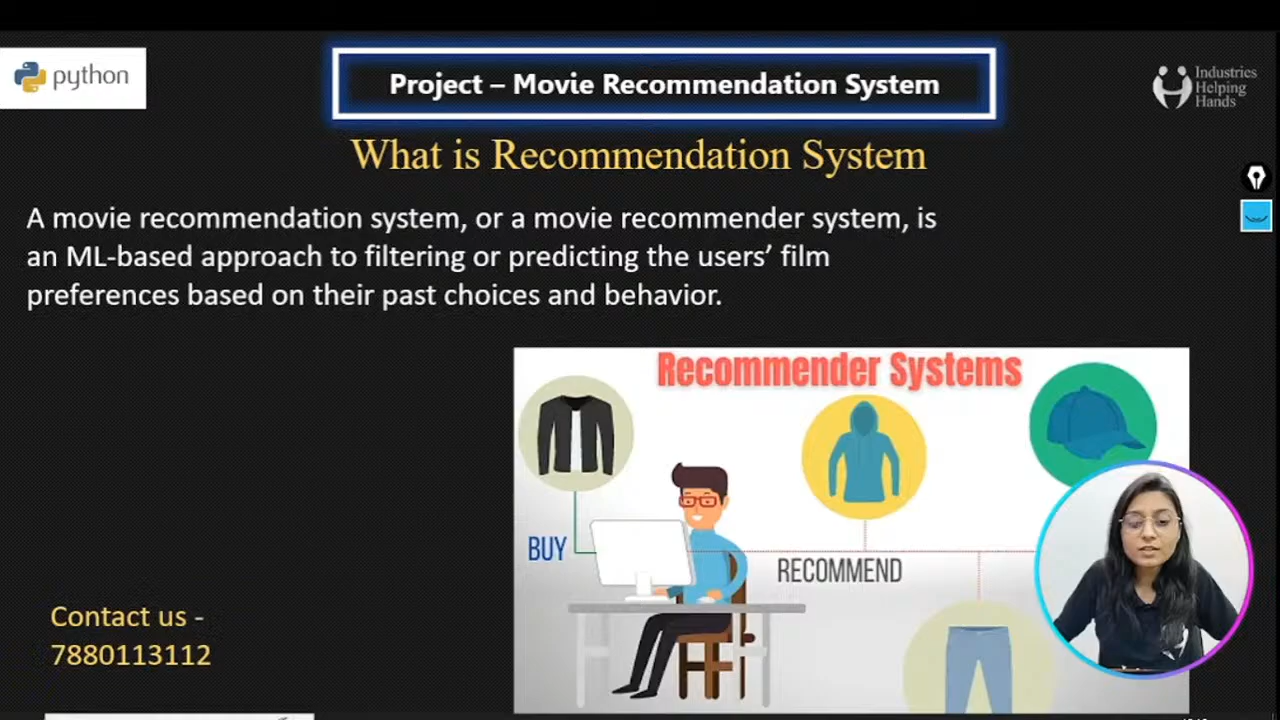 python
Project – Movie Recommendation System
Industries
Helping
Hands
What is Recommendation System
A movie recommendation system, or a movie recommender system, is
an ML-based approach to filtering or predicting the users’ film
preferences based on their past choices and behavior.
Recommender Systems
BUY
RECOMMEND
Contact us -
7880113112